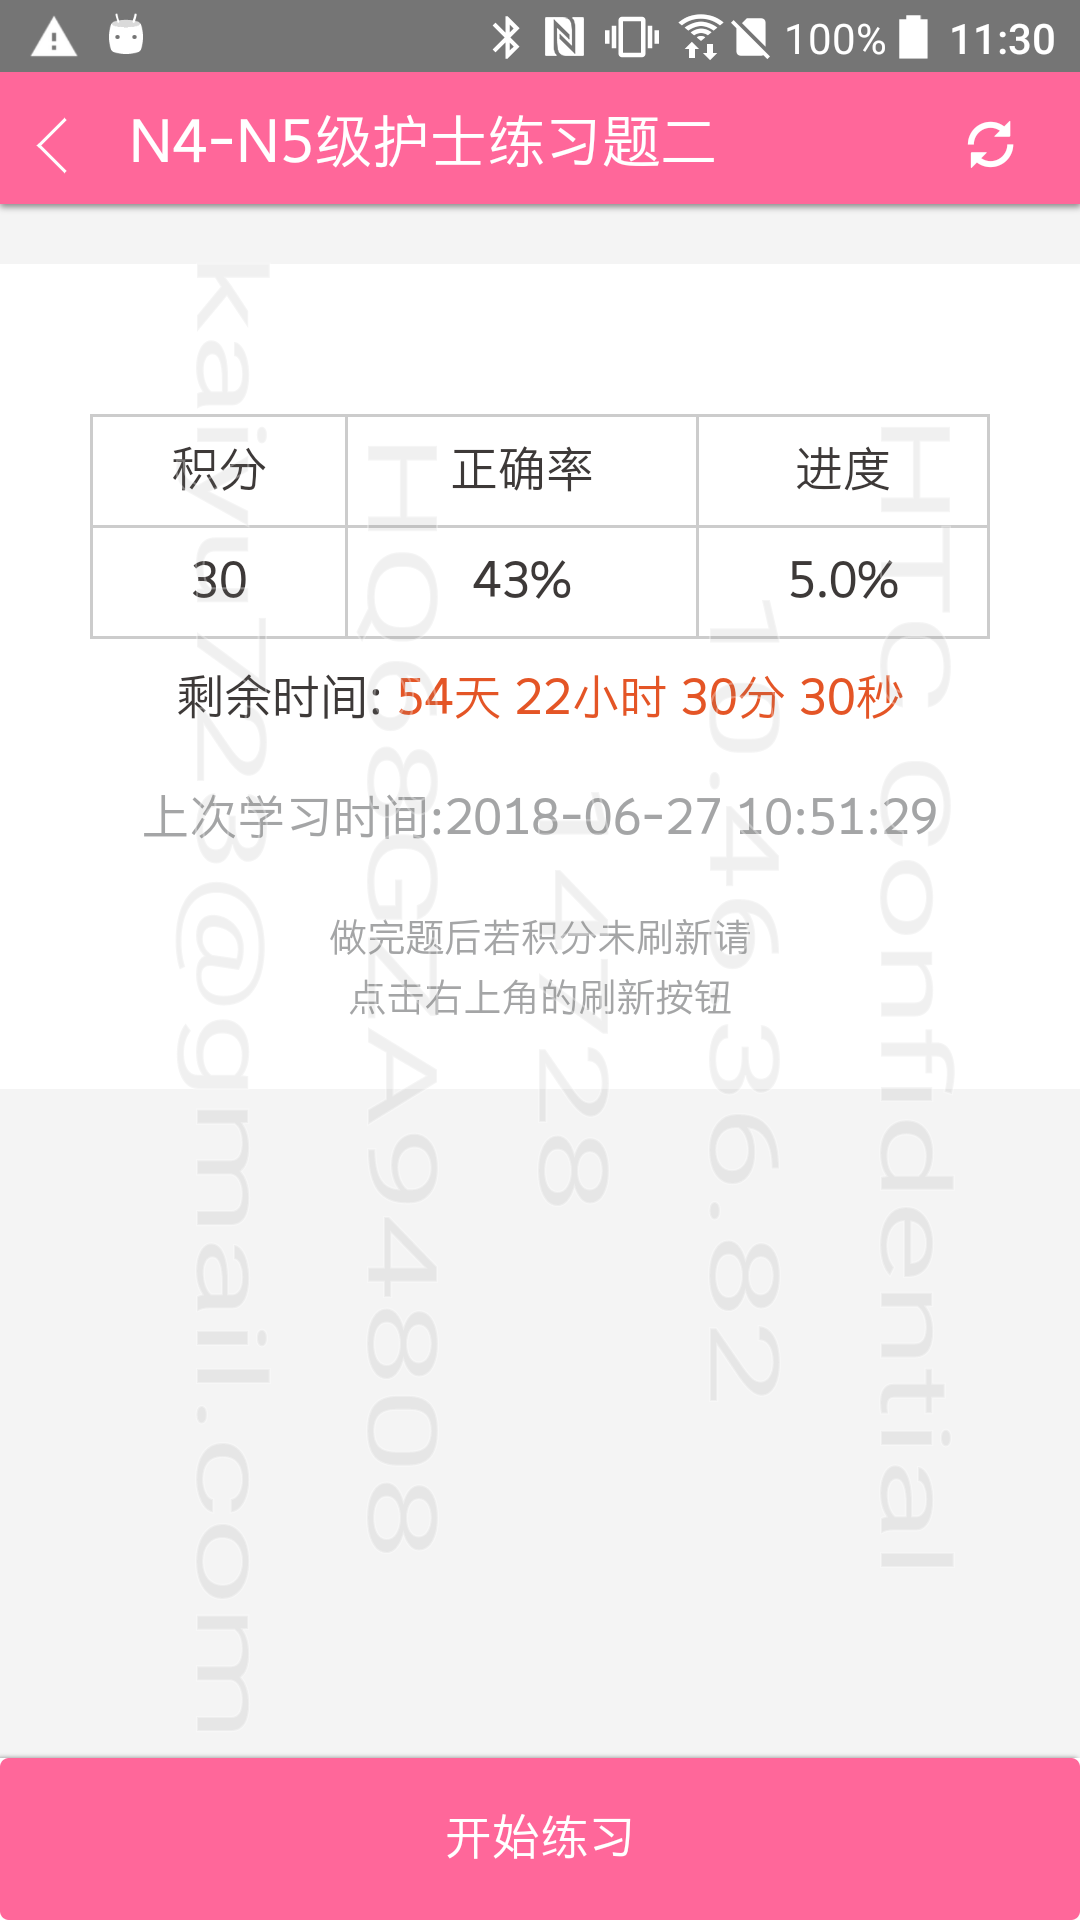 100% 11:30
N4-N5级护士练习题二
积分 正确率 进度
30 43% 5.0%
剩余时间: 54天 22小时 30分 30秒
上次学习时间:2018-06-27 10:51:29
做完题后若积分未刷新请
点击右上角的刷新按钮
开始练习
HTC Confidential
10.46.36.82
14728
HQ68GZA94808
kaiyu723@gmail.com